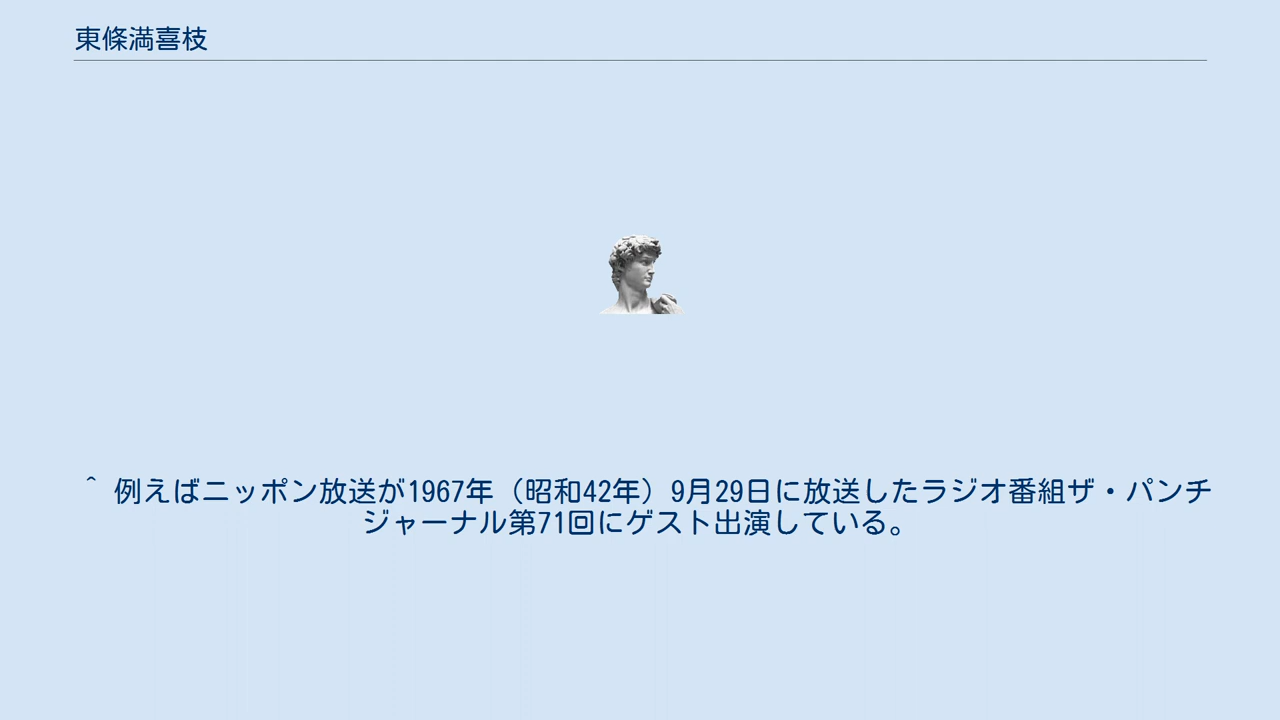 東條満喜枝
^ 例えばニッポン放送が1967年（昭和42年）9月29日に放送したラジオ番組ザ・パンチ
ジャーナル第71回にゲスト出演している。